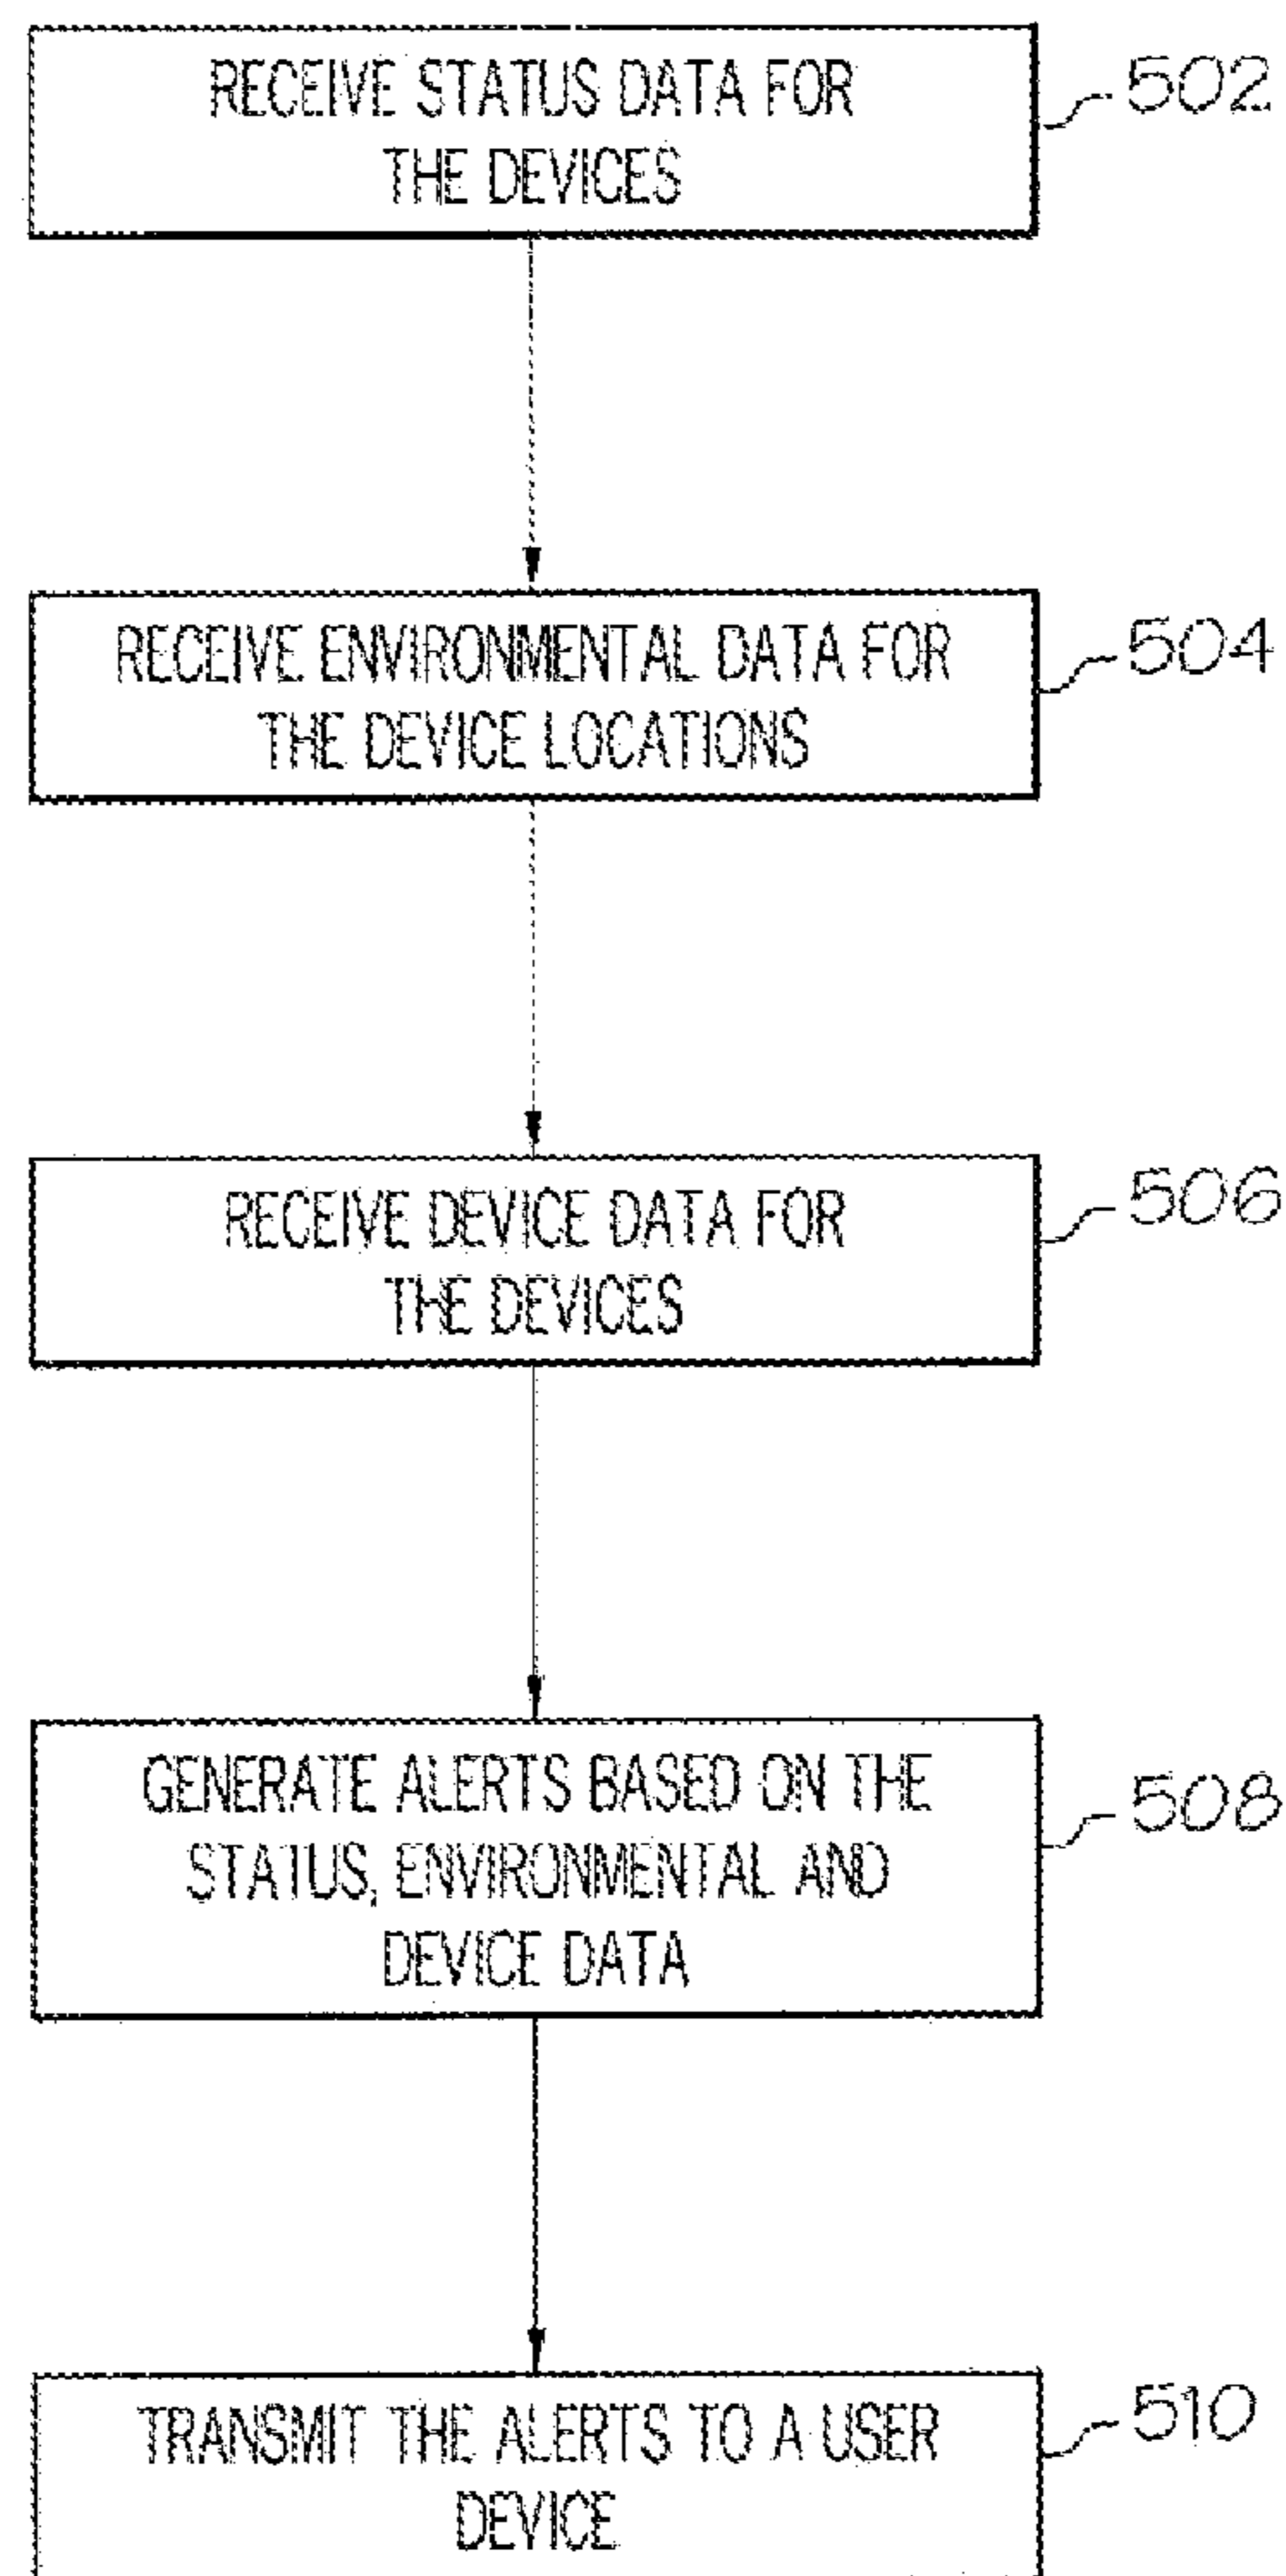 RECEIVE STATUS DATA FOR
THE DEVICES
502
RECEIVE ENVIRONMENTAL DATA FOR
THE DEVICE LOCATIONS
504
RECEIVE DEVICE DATA FOR
THE DEVICES
506
GENERATE ALERTS BASED ON THE
STATUS, ENVIRONMENTAL AND
DEVICE DATA
508
TRANSMIT THE ALERTS TO A USER
DEVICE
510